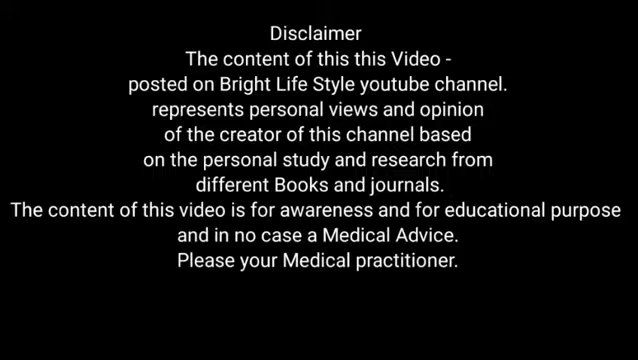 Disclaimer
The content of this this Video -
posted on Bright Life Style youtube channel.
represents personal views and opinion
of the creator of this channel based
on the personal study and research from
different Books and journals.
The content of this video is for awareness and for educational purpose
and in no case a Medical Advice.
Please your Medical practitioner.